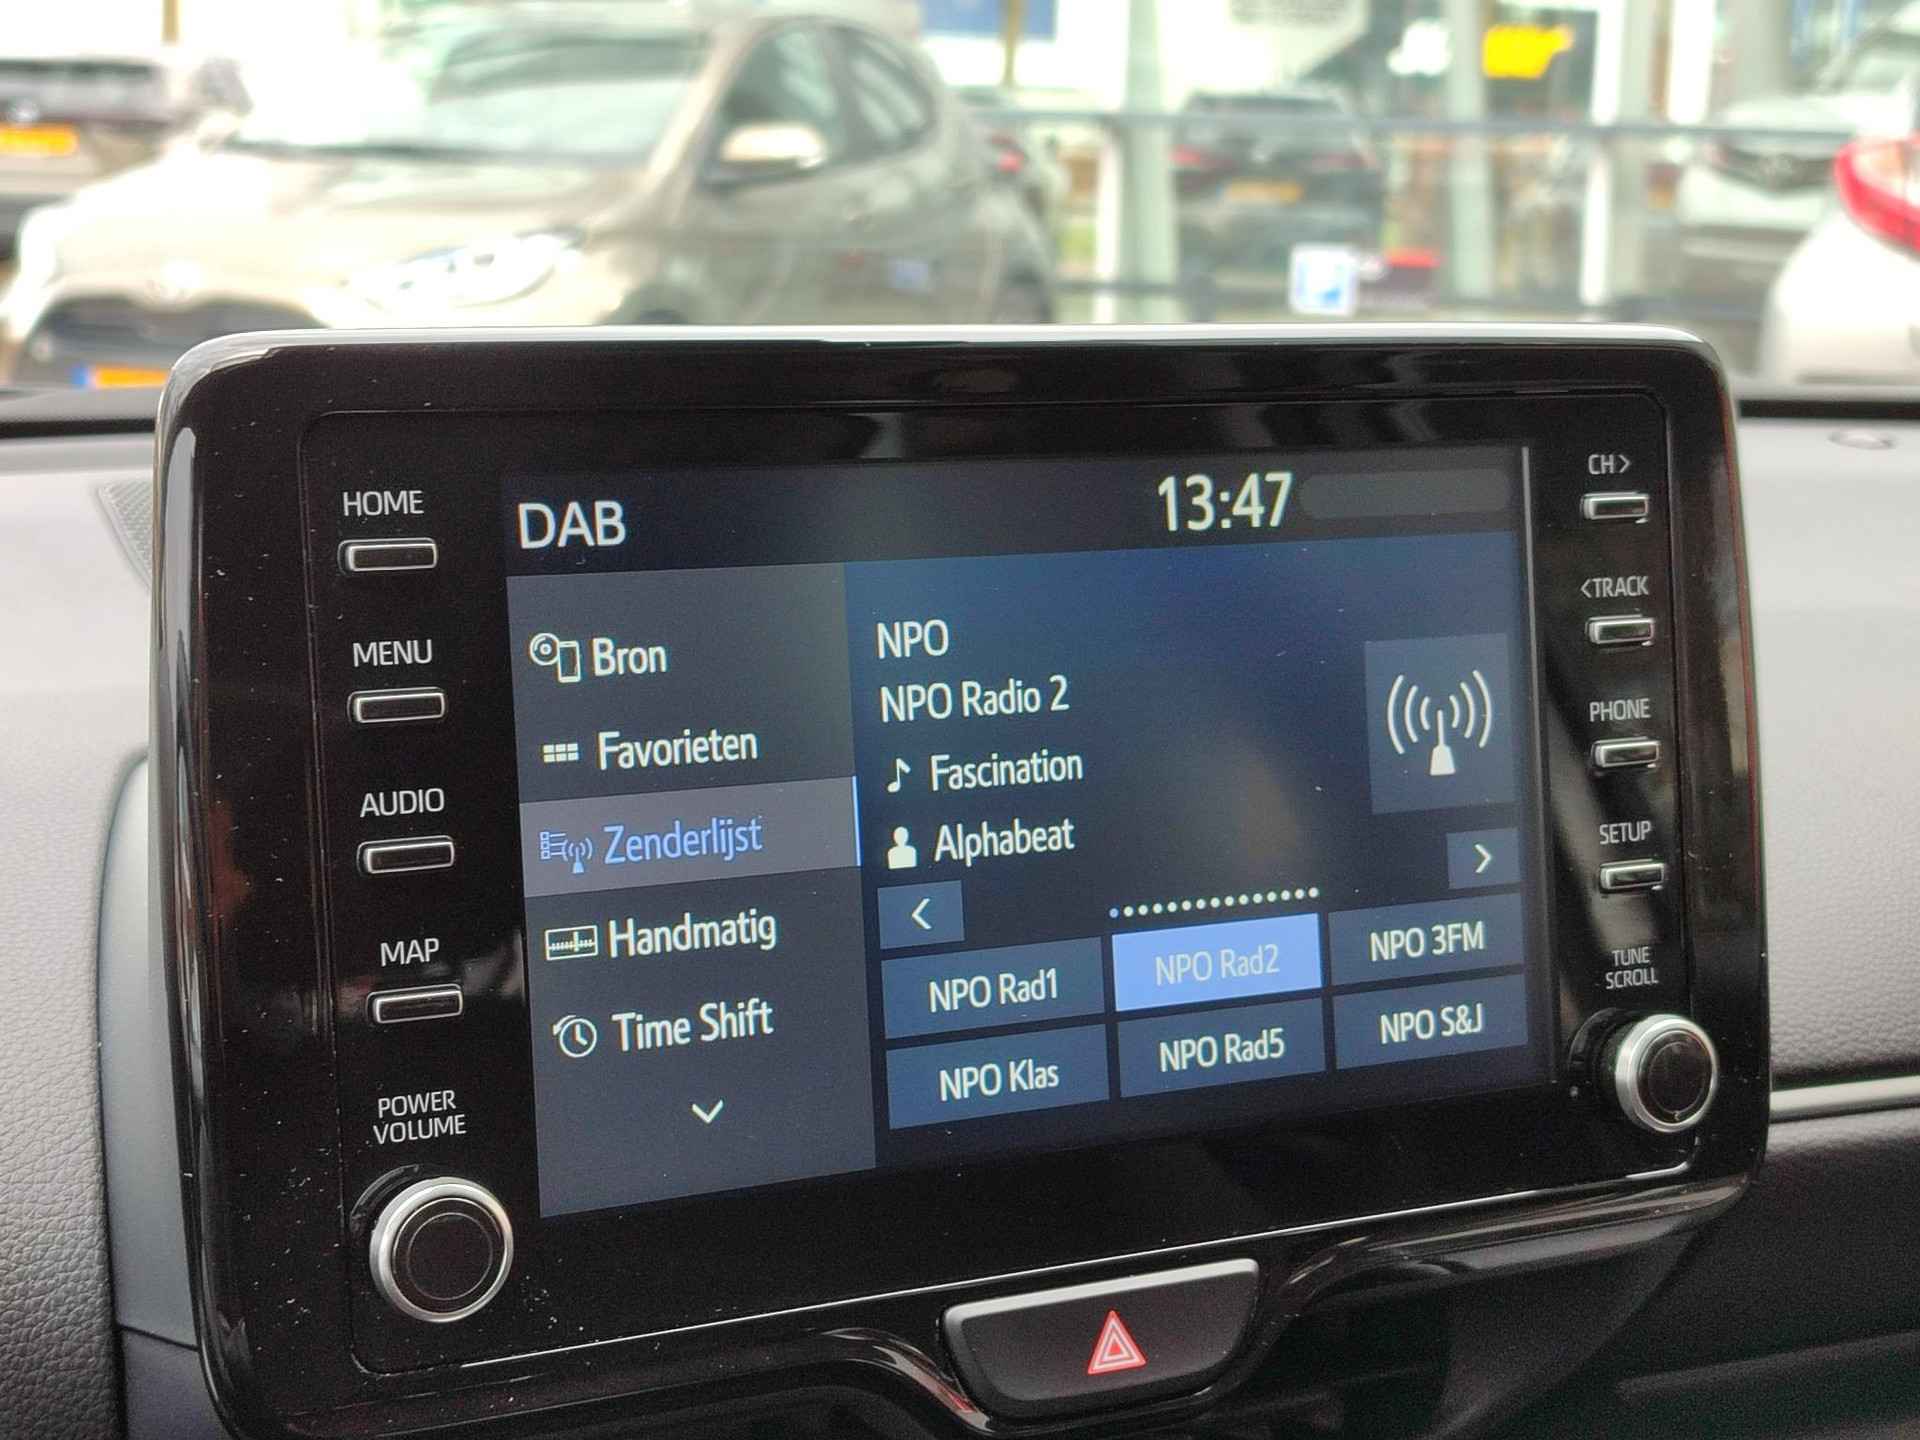 HOME
MENU
AUDIO
MAP
POWER
VOLUME
DAB
13:47
Bron
Favorieten
Zenderlijst
Handmatig
Time Shift
NPO
NPO Radio 2
Fascination
Alphabeat
NPO Rad1
NPO Rad2
NPO 3FM
NPO Klas
NPO Rad5
NPO S&J
CH>
<TRACK
PHONE
SETUP
TUNE
SCROLL